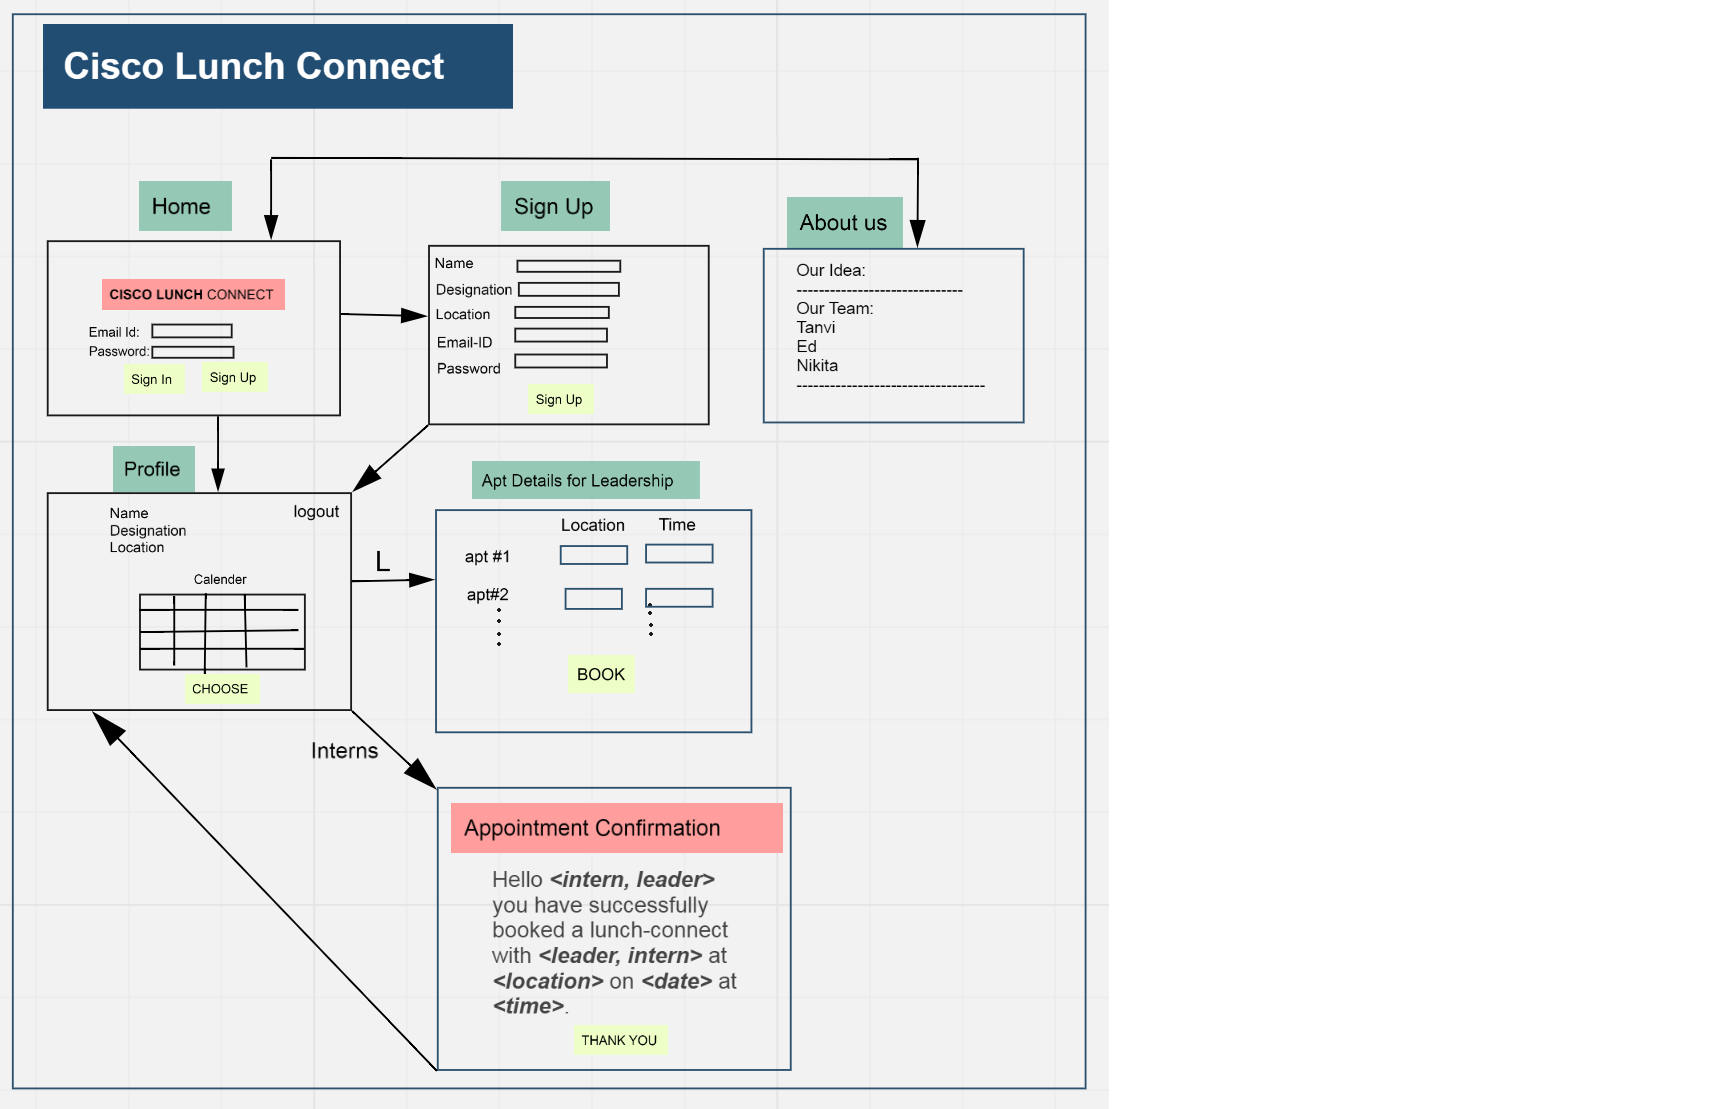 Cisco Lunch Connect
Home
CISCO LUNCH CONNECT
Email Id:
Password:
Sign In
Sign Up
Sign Up
Name
Designation
Location
Email-ID
Password
Sign Up
About us
Our Idea:
------------------------------
Our Team:
Tanvi
Ed
Nikita
----------------------------------
Profile
Name
Designation
Location
logout
Calender
CHOOSE
L
Apt Details for Leadership
Location Time
apt #1
apt#2
BOOK
Interns
Appointment Confirmation
Hello <intern, leader>
you have successfully
booked a lunch-connect
with <leader, intern> at
<location> on <date> at
<time>.
THANK YOU